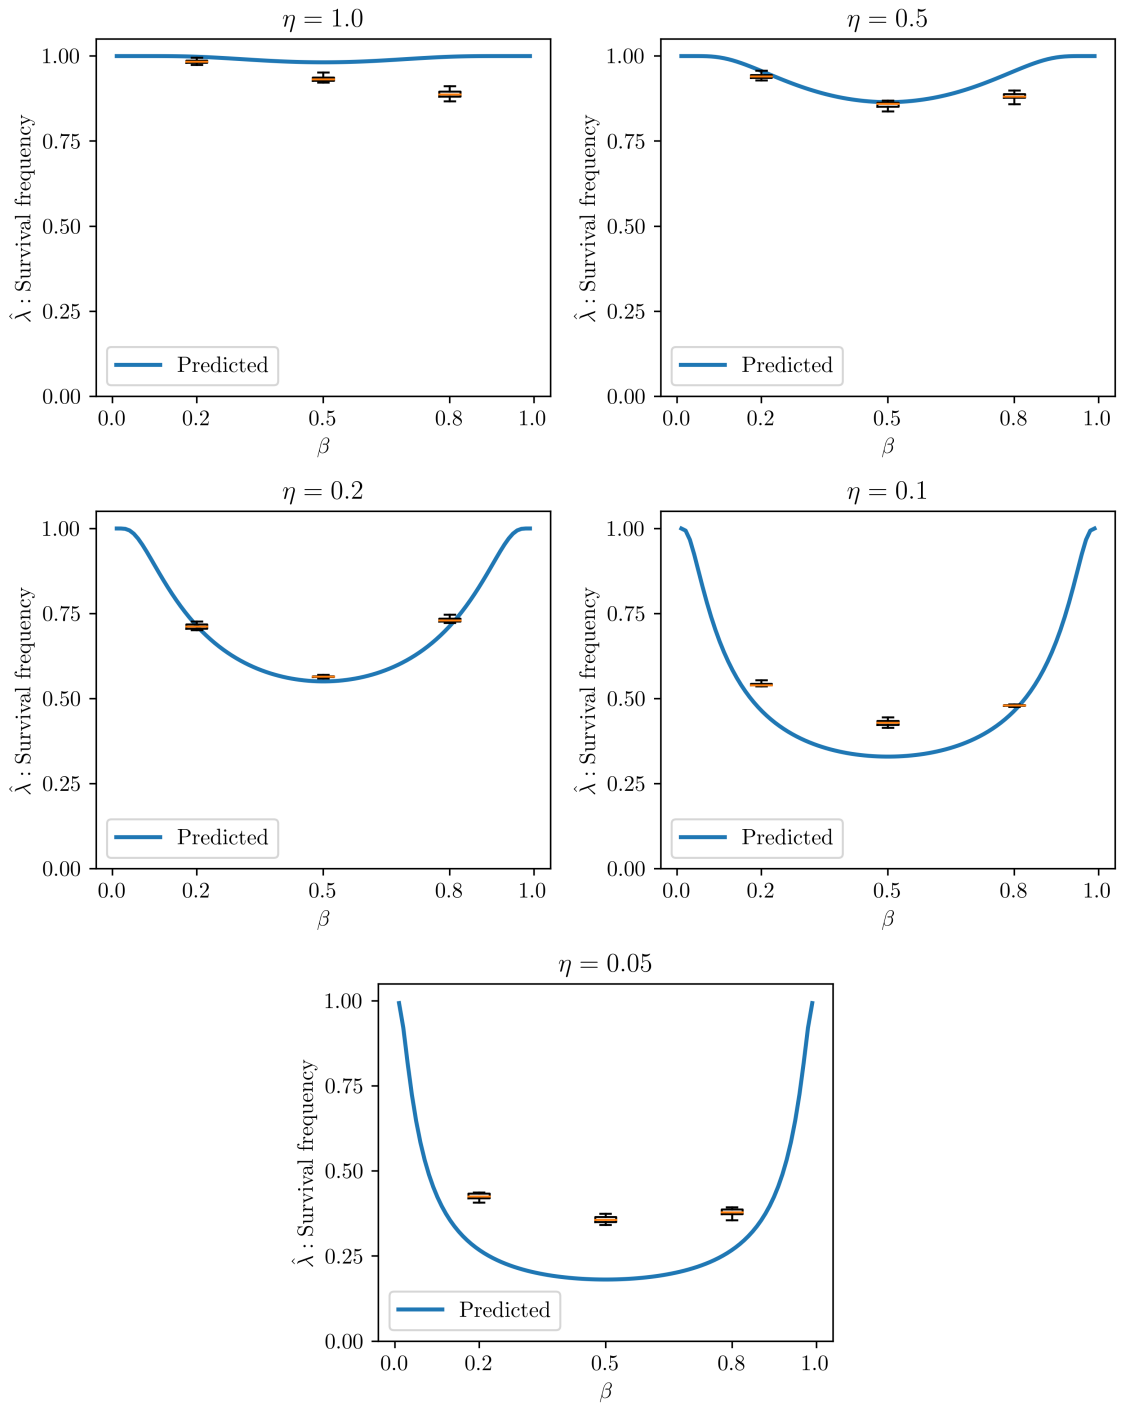 η = 1.0
1.00
0.75
0.50
0.25
0.00
λ̂ : Survival frequency
Predicted
0.0 0.2 0.5 0.8 1.0
β
η = 0.5
1.00
0.75
0.50
0.25
0.00
λ̂ : Survival frequency
Predicted
0.0 0.2 0.5 0.8 1.0
β
η = 0.2
1.00
0.75
0.50
0.25
0.00
λ̂ : Survival frequency
Predicted
0.0 0.2 0.5 0.8 1.0
β
η = 0.1
1.00
0.75
0.50
0.25
0.00
λ̂ : Survival frequency
Predicted
0.0 0.2 0.5 0.8 1.0
β
η = 0.05
1.00
0.75
0.50
0.25
0.00
λ̂ : Survival frequency
Predicted
0.0 0.2 0.5 0.8 1.0
β